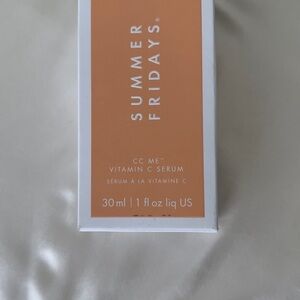 SUMMER
FRIDAYS®
CC ME™
VITAMIN C SERUM
SÉRUM À LA VITAMINE C
30 ml | 1 fl oz liq US